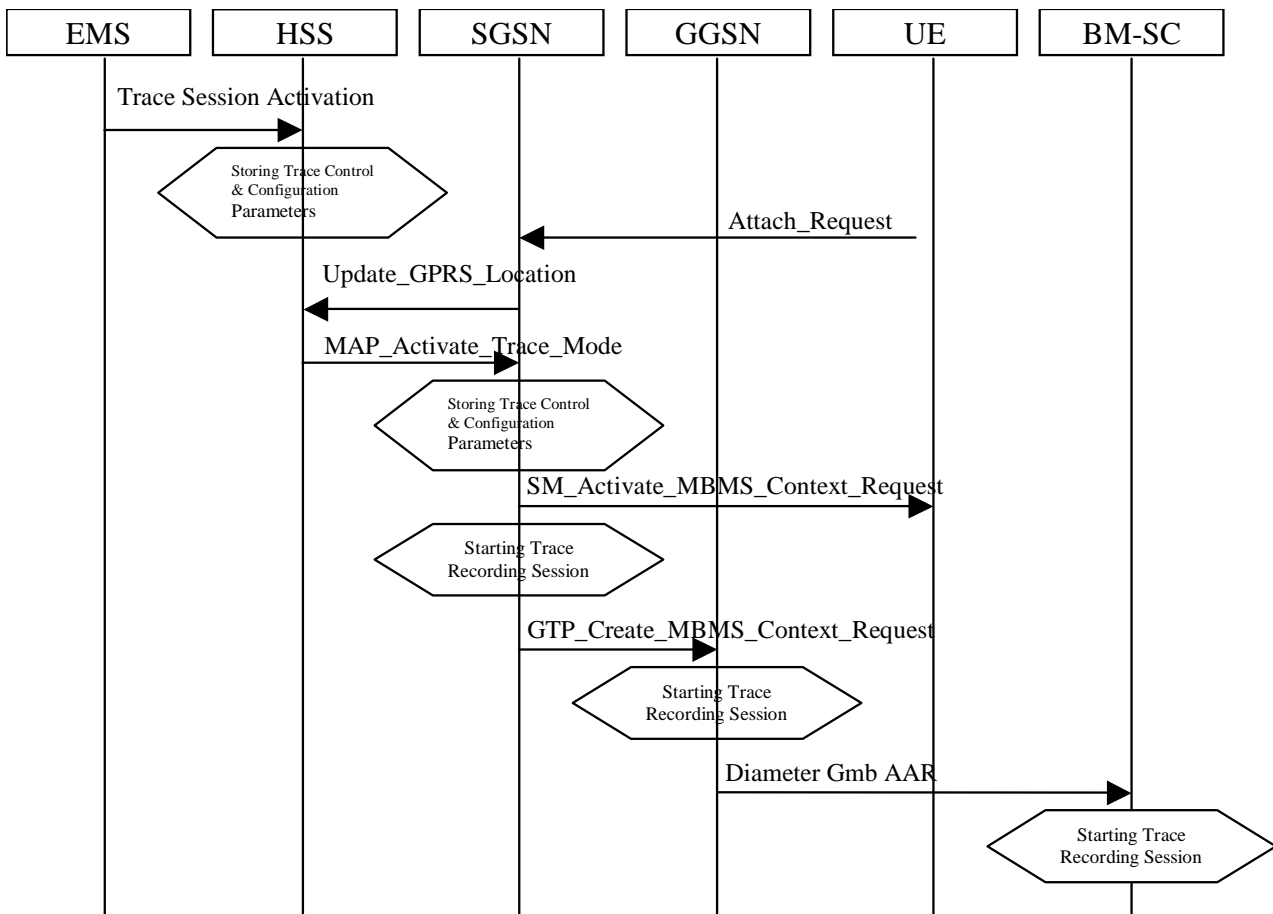 EMS
HSS
SGSN
GGSN
UE
BM-SC
Trace Session Activation
Storing Trace Control
& Configuration
Parameters
Attach_Request
Update_GPRS_Location
MAP_Activate_Trace_Mode
Storing Trace Control
& Configuration
Parameters
SM_Activate_MBMS_Context_Request
Starting Trace
Recording Session
GTP_Create_MBMS_Context_Request
Starting Trace
Recording Session
Diameter Gmb AAR
Starting Trace
Recording Session